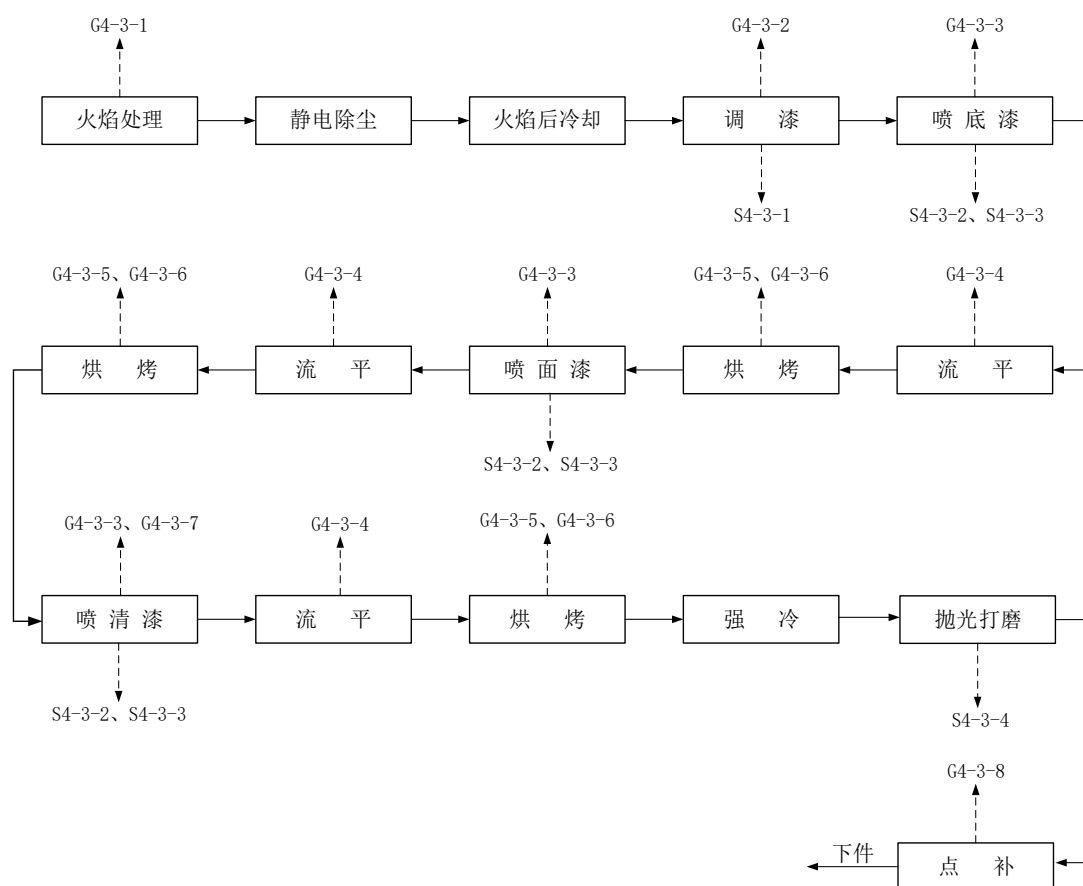 G4-3-1
G4-3-2
G4-3-3
火焰处理
静电除尘
火焰后冷却
调 漆
喷 底 漆
S4-3-1
S4-3-2、S4-3-3
G4-3-5、G4-3-6
G4-3-4
G4-3-3
G4-3-5、G4-3-6
G4-3-4
烘 烤
流 平
喷 面 漆
烘 烤
流 平
S4-3-2、S4-3-3
G4-3-3、G4-3-7
G4-3-4
G4-3-5、G4-3-6
喷 清 漆
流 平
烘 烤
强 冷
抛光打磨
S4-3-2、S4-3-3
S4-3-4
G4-3-8
下件
点 补